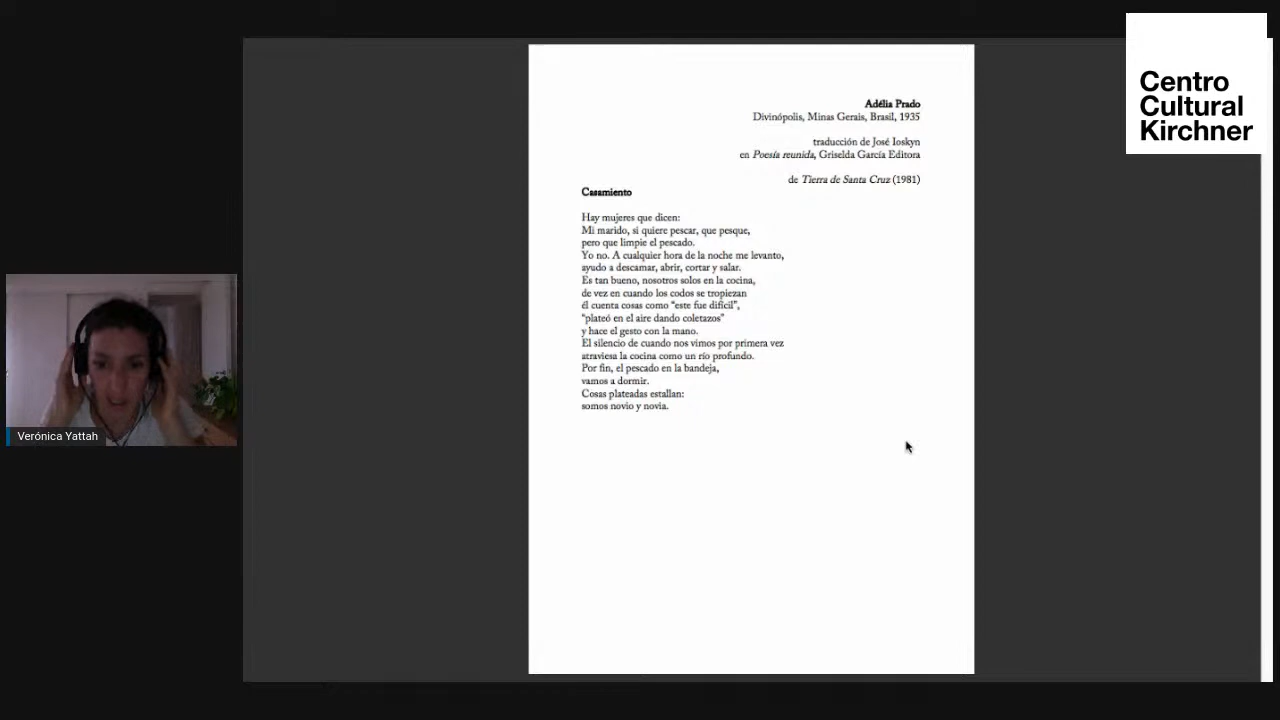 Centro
Cultural
Kirchner
Adélia Prado
Divinópolis, Minas Gerais, Brasil, 1935
traducción de José Ioskyn
en Poesía reunida, Griselda García Editora
de Tierra de Santa Cruz (1981)
Casamiento
Hay mujeres que dicen:
Mi marido, si quiere pescar, que pesque,
pero que limpie el pescado.
Yo no. A cualquier hora de la noche me levanto,
ayudo a descamar, abrir, cortar y salar.
Es tan bueno, nosotros solos en la cocina,
de vez en cuando los codos se tropiezan
él cuenta cosas como “este fue difícil”,
“plateó en el aire dando coletazos”
y hace el gesto con la mano.
El silencio de cuando nos vimos por primera vez
atraviesa la cocina como un río profundo.
Por fin, el pescado en la bandeja,
vamos a dormir.
Cosas plateadas estallan:
somos novio y novia.
Verónica Yattah